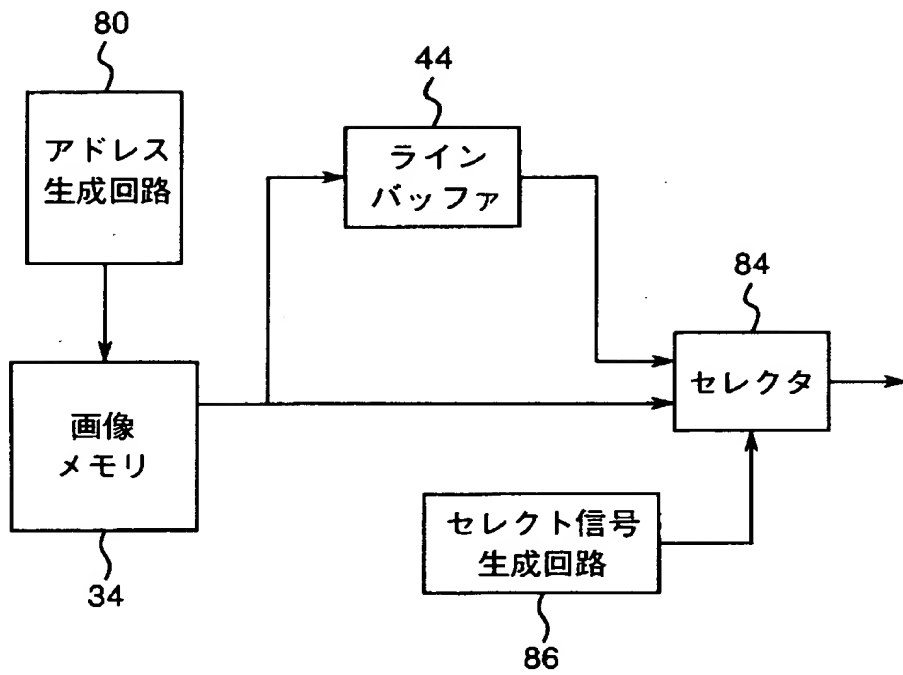 80
アドレス
生成回路
44
ライン
バッファ
84
セレクタ
画像
メモリ
34
セレクト信号
生成回路
86